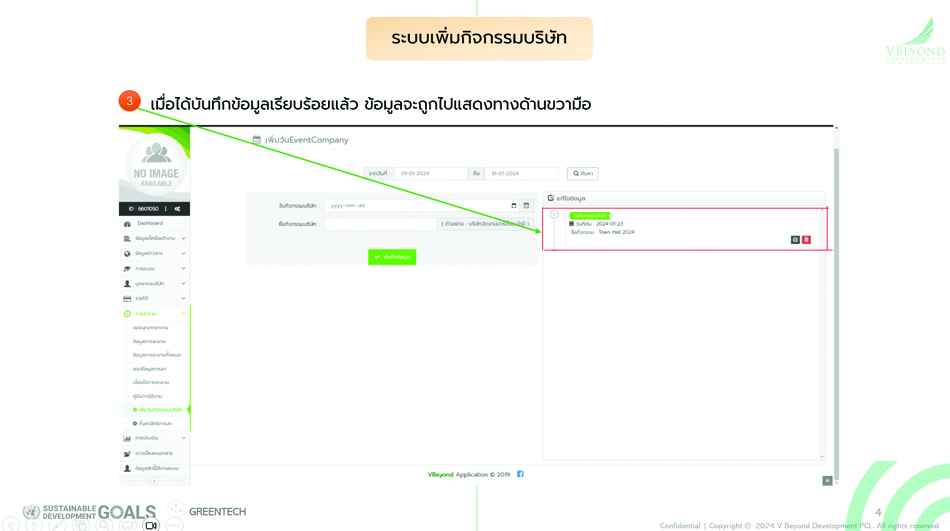 ระบบเพิ่มกิจกรรมบริษัท
VBEYOND
DEVELOPMENT
3 เมื่อได้บันทึกข้อมูลเรียบร้อยแล้ว ข้อมูลจะถูกไปแสดงทางด้านขวามือ
NO IMAGE
AVAILABLE
ID : 6601050
Dashboard
ข้อมูลข่าวสาร
การอบรม
บุคลากรบริษัท
รายได้
การลางาน
ขออนุญาตลางาน
ข้อมูลการลางาน
ข้อมูลการลางานทั้งหมด
สรุปข้อมูลการลา
เงื่อนไขการลางาน
คู่มือการใช้งาน
เพิ่มวันกิจกรรมบริษัท
ตั้งค่าสิทธิการลา
การประเมิน
ดาวน์โหลดเอกสาร
ข้อมูลสิทธิ์ใช้งานระบบ
เพิ่มวันEventCompany
จากวันที่ 01-01-2024 ถึง 31-01-2024 ค้นหา
วันกิจกรรมบริษัท : yyyy-mm-dd
ชื่อกิจกรรมบริษัท : ( ตัวอย่าง : บริษัทจัดงานปาร์ตี้ประจำปี )
บันทึกข้อมูล
แก้ไขข้อมูล
วันกิจกรรมบริษัท
วันที่เริ่ม : 2024-01-23
ชื่อกิจกรรม : Town Hall 2024
VBeyond Application © 2019
SUSTAINABLE
DEVELOPMENT GOALS
GREENTECH
4
Confidential | Copyright © 2024 V Beyond Development PCL. All rights reserved